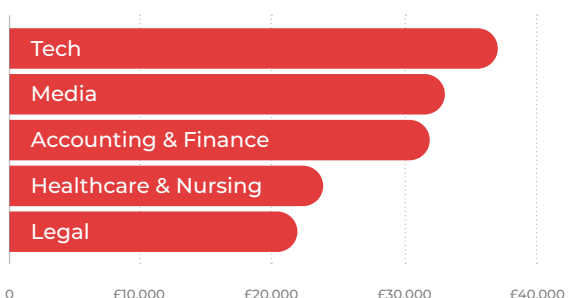 Tech
Media
Accounting & Finance
Healthcare & Nursing
Legal
0 £10,000 £20,000 £30,000 £40,000